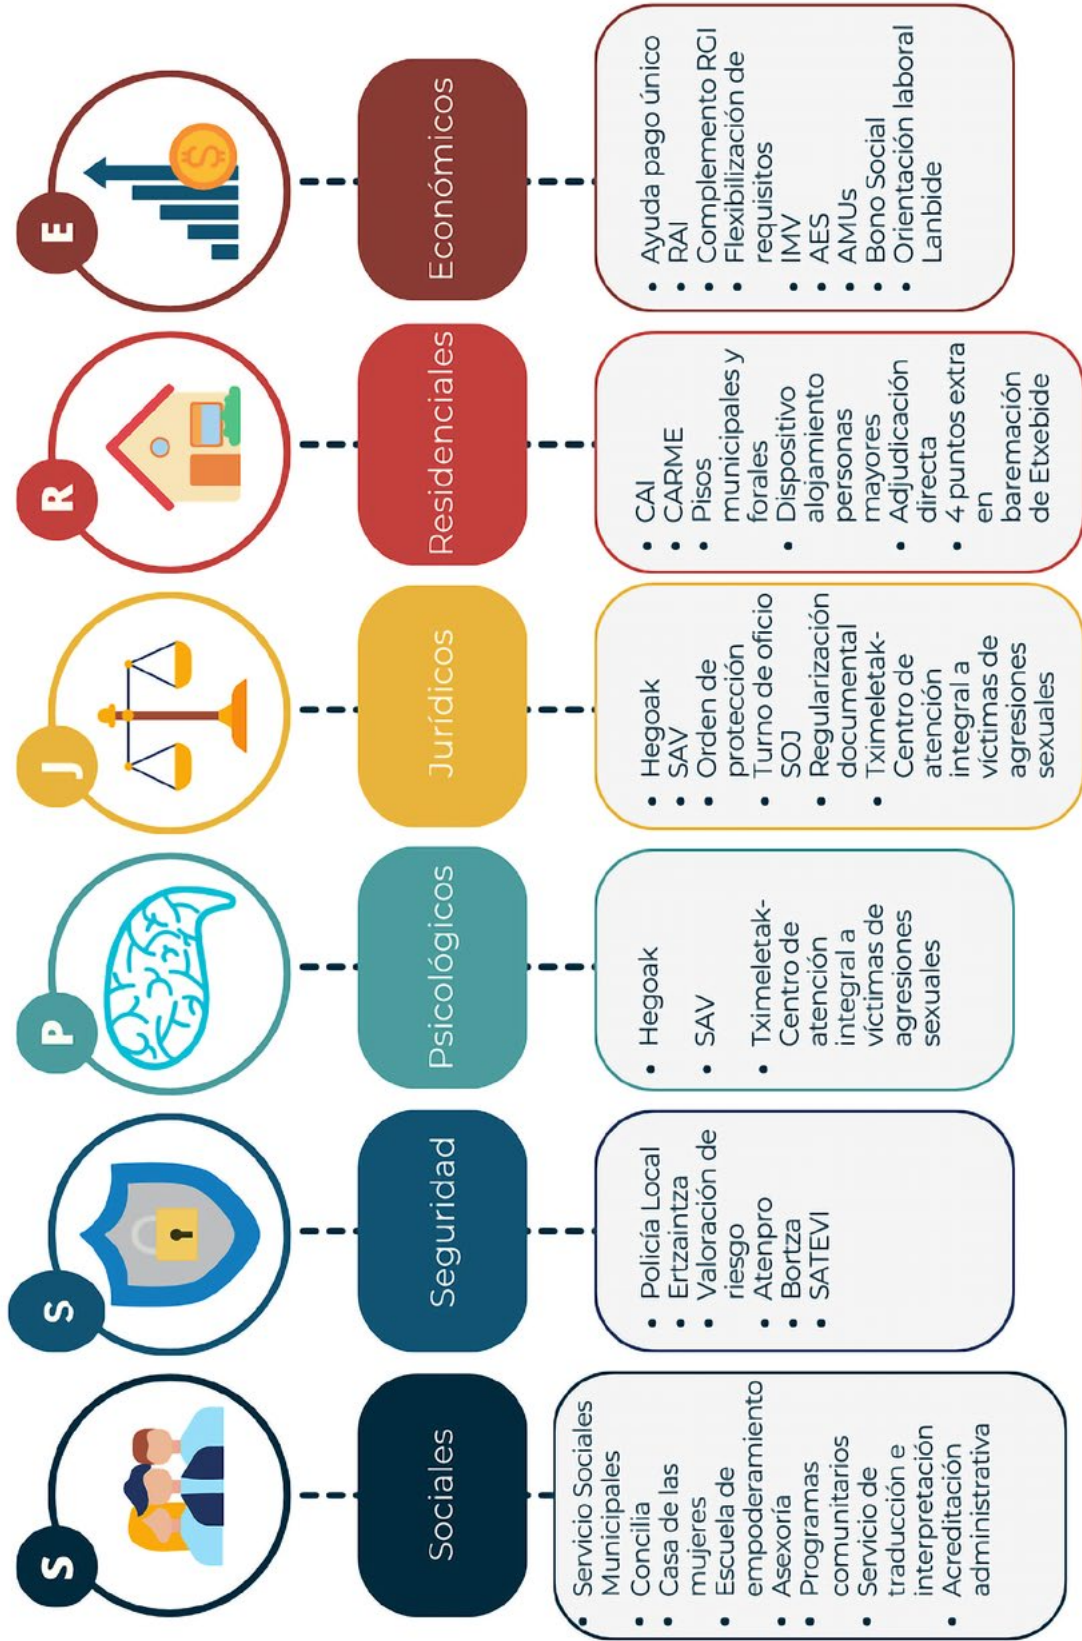 S
Sociales
Servicio Sociales
Municipales
Concilia
Casa de las
mujeres
Escuela de
empoderamiento
Asexoría
Programas
comunitarios
Servicio de
traducción e
interpretación
Acreditación
administrativa
S
Seguridad
Policía Local
Ertzaintza
Valoración de
riesgo
Atenpro
Bortza
SATEVI
P
Psicológicos
Hegoak
SAV
Tximeletak-
Centro de
atención
integral a
víctimas de
agresiones
sexuales
J
Jurídicos
Hegoak
SAV
Orden de
protección
Turno de oficio
SOJ
Regularización
documental
Tximeletak-
Centro de
atención
integral a
víctimas de
agresiones
sexuales
R
Residenciales
CAI
CARME
Pisos
municipales y
forales
Dispositivo
alojamiento
personas
mayores
Adjudicación
directa
4 puntos extra
en
baremación
de Etxebide
E
Económicos
Ayuda pago único
RAI
Complemento RGI
Flexibilización de
requisitos
IMV
AES
AMUs
Bono Social
Orientación laboral
Lanbide